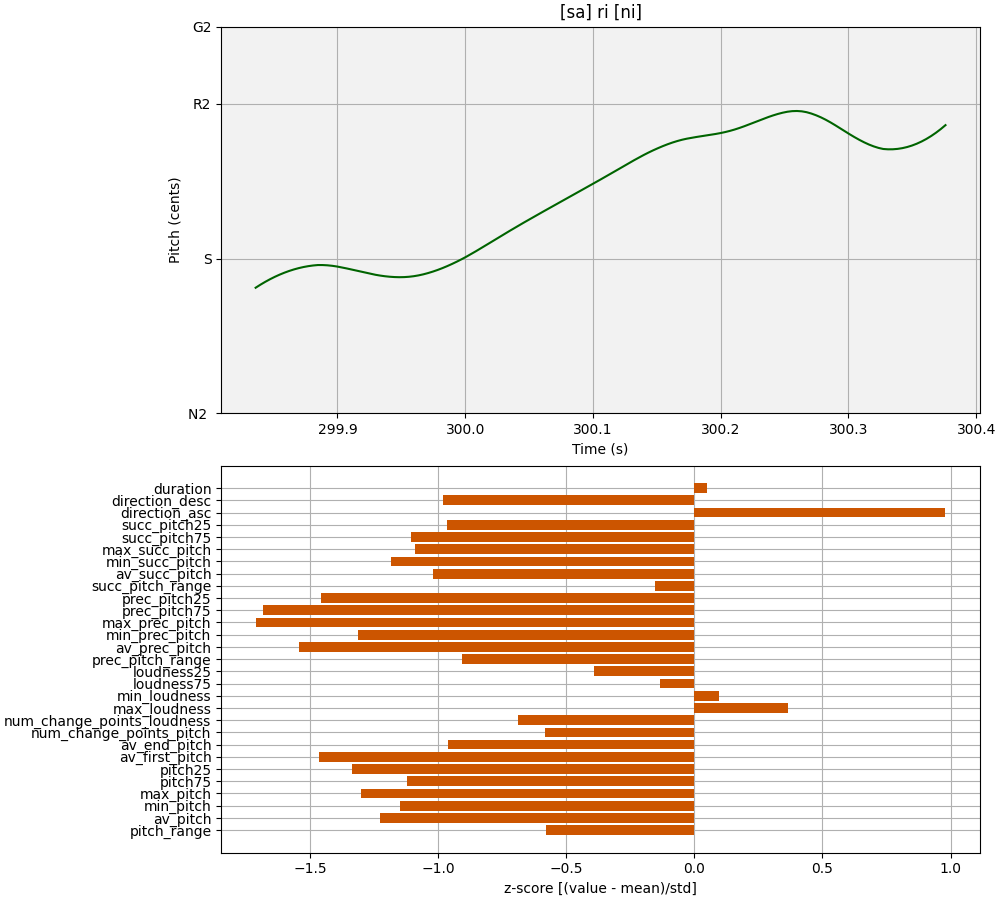 [sa] ri [ni]
G2
R2
S
N2
Pitch (cents)
299.9 300.0 300.1 300.2 300.3 300.4
Time (s)
duration
direction_desc
direction_asc
succ_pitch25
succ_pitch75
max_succ_pitch
min_succ_pitch
av_succ_pitch
succ_pitch_range
prec_pitch25
prec_pitch75
max_prec_pitch
min_prec_pitch
av_prec_pitch
prec_pitch_range
loudness25
loudness75
min_loudness
max_loudness
num_change_points_loudness
num_change_points_pitch
av_end_pitch
av_first_pitch
pitch25
pitch75
max_pitch
min_pitch
av_pitch
pitch_range
−1.5 −1.0 −0.5 0.0 0.5 1.0
z-score [(value - mean)/std]